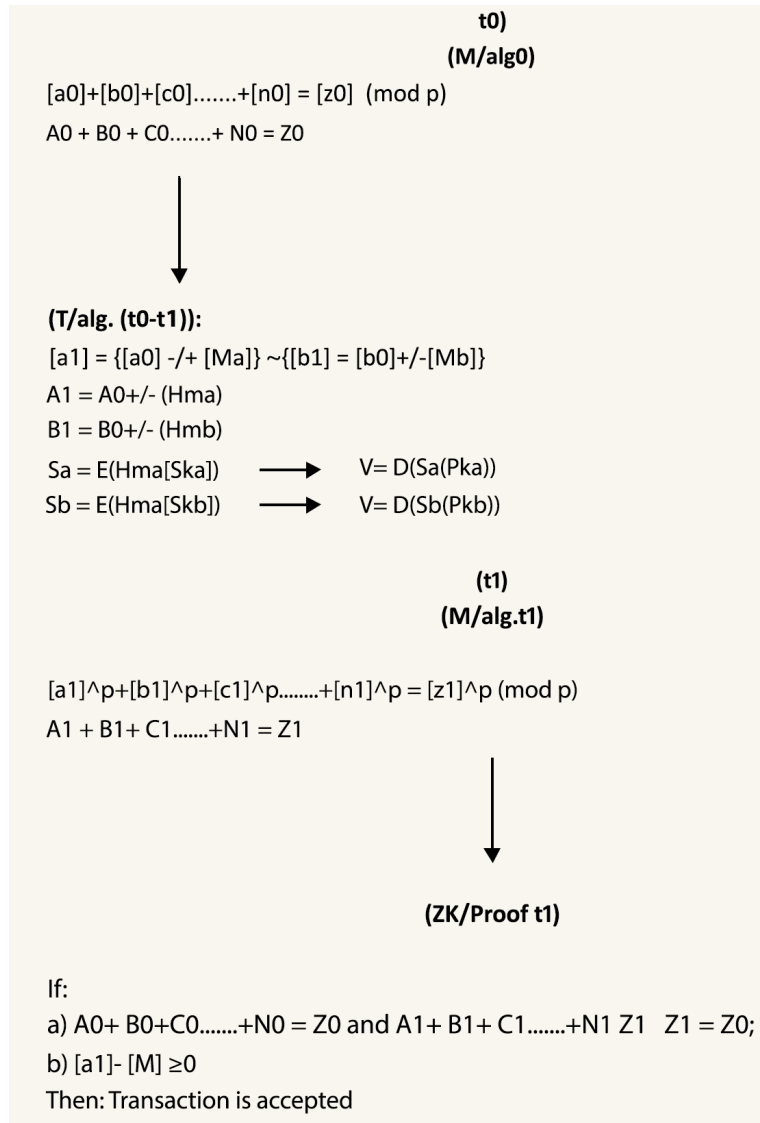 t0)
(M/alg0)
[a0]+[b0]+[c0].......+[n0] = [z0] (mod p)
A0 + B0 + C0.......+ N0 = Z0
(T/alg. (t0-t1)):
[a1] = {[a0] -/+ [Ma]} ~{[b1] = [b0]+/-[Mb]}
A1 = A0+/- (Hma)
B1 = B0+/- (Hmb)
Sa = E(Hma[Ska]) V= D(Sa(Pka))
Sb = E(Hma[Skb]) V= D(Sb(Pkb))
(t1)
(M/alg.t1)
[a1]^p+[b1]^p+[c1]^p........+[n1]^p = [z1]^p (mod p)
A1 + B1+ C1.......+N1 = Z1
(ZK/Proof t1)
If:
a) A0+ B0+C0.......+N0 = Z0 and A1+ B1+ C1.......+N1 Z1 Z1 = Z0;
b) [a1]- [M] ≥0
Then: Transaction is accepted